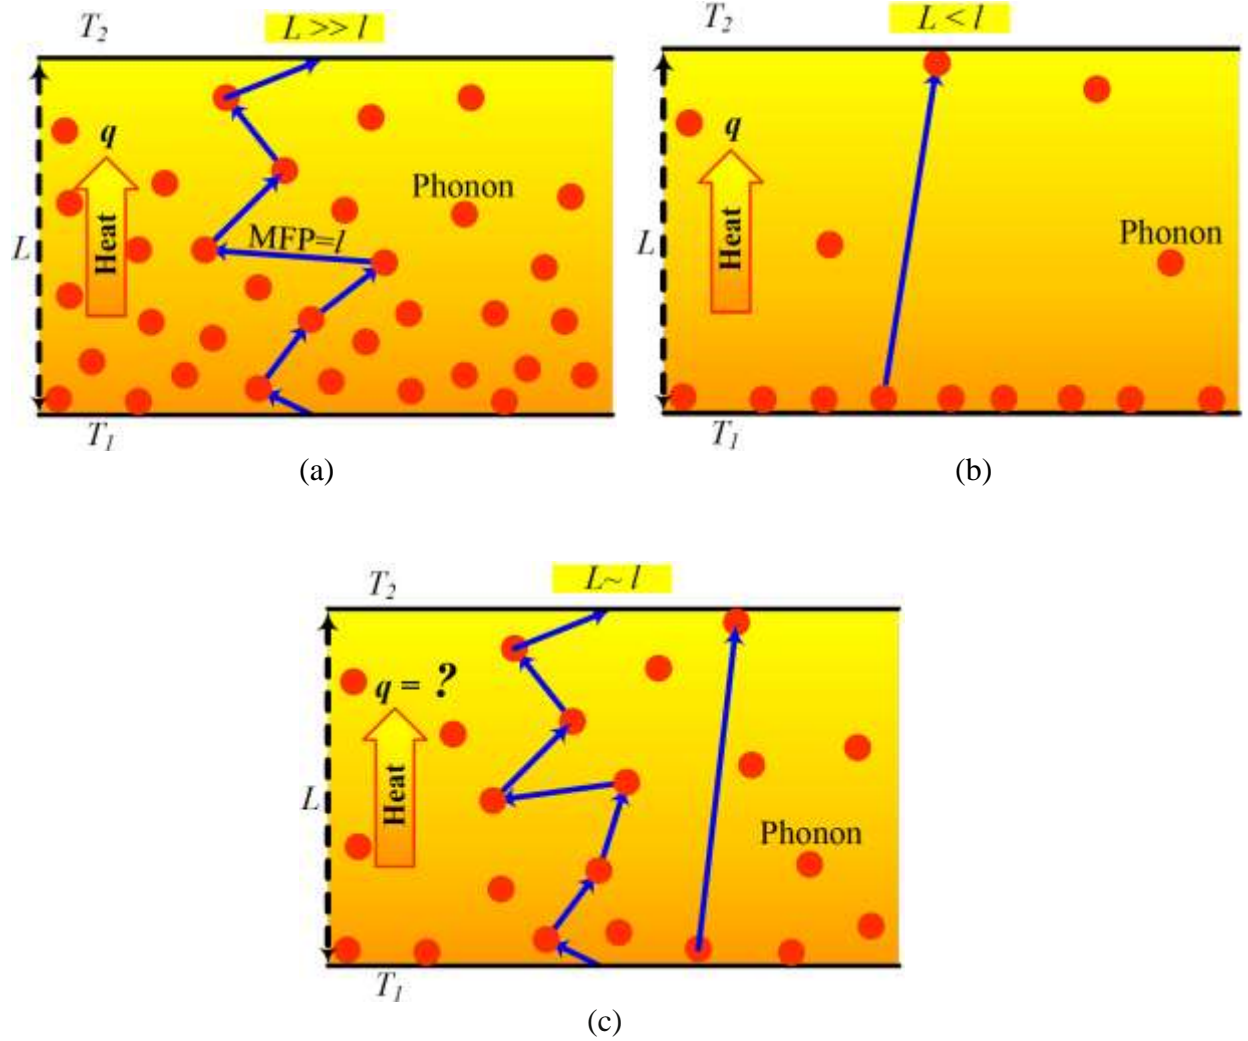 T2
L >> l
q
Heat
Phonon
MFP=l
L
T1
(a)
T2
L < l
q
Heat
Phonon
L
T1
(b)
T2
L~ l
q = ?
Heat
Phonon
L
T1
(c)